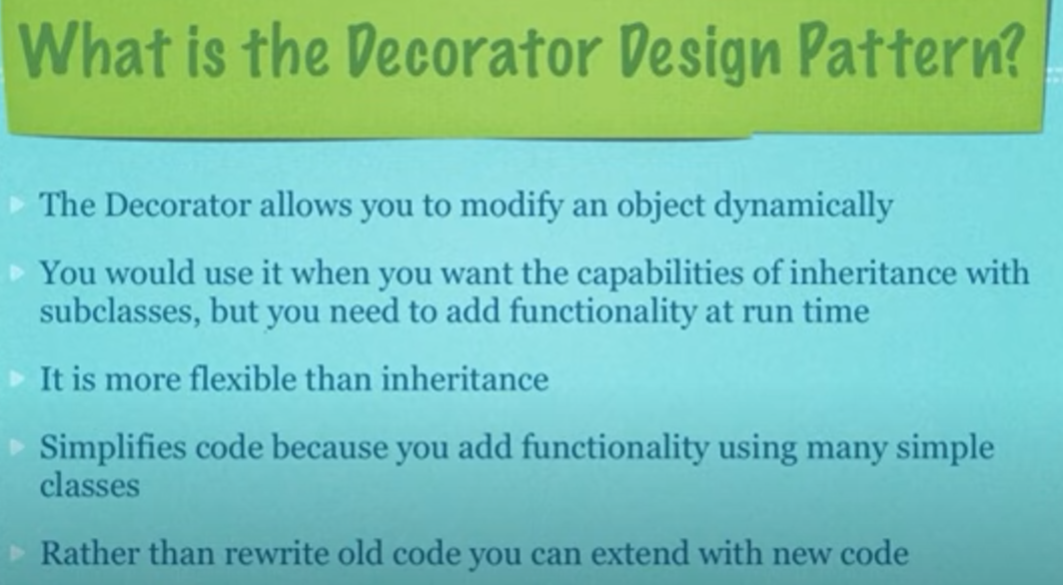 What is the Decorator Design Pattern?
The Decorator allows you to modify an object dynamically
You would use it when you want the capabilities of inheritance with
subclasses, but you need to add functionality at run time
It is more flexible than inheritance
Simplifies code because you add functionality using many simple
classes
Rather than rewrite old code you can extend with new code